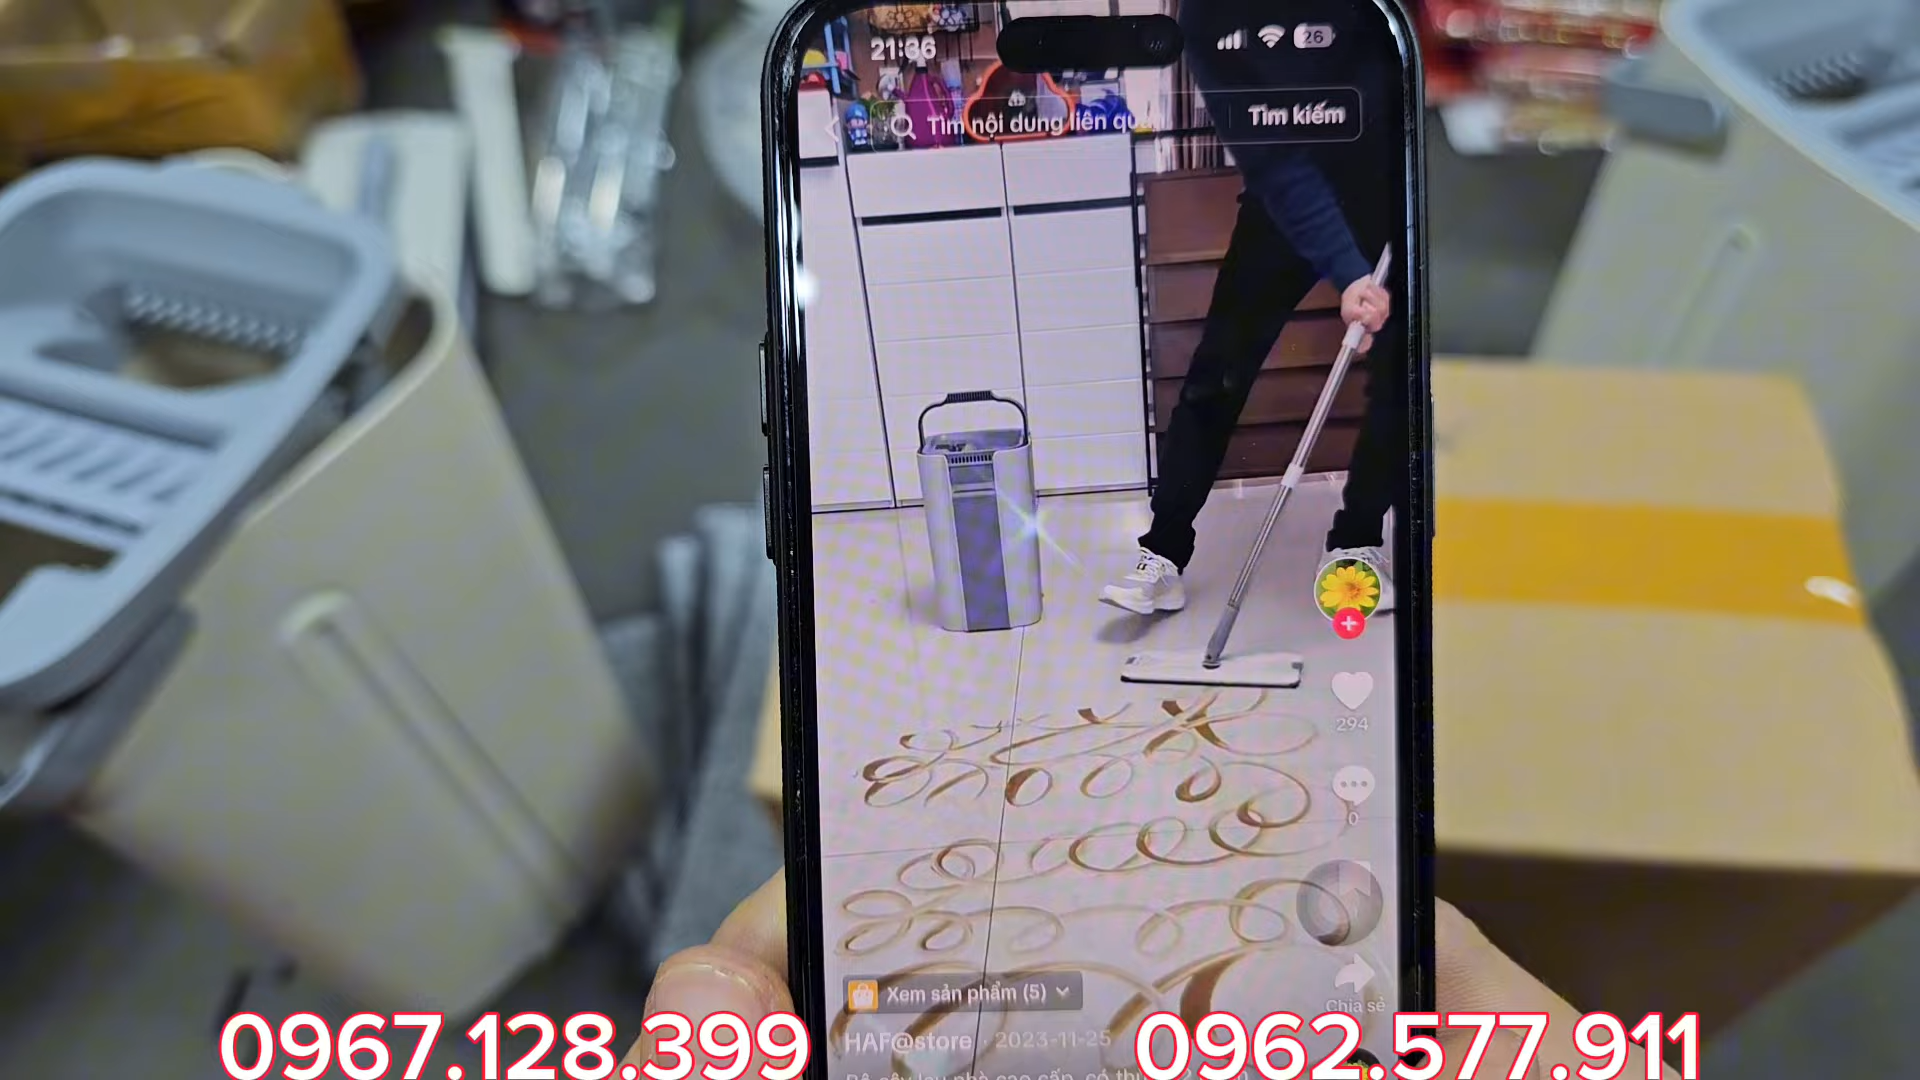 21:36
26
Tìm nội dung liên qu
Tìm kiếm
294
0
Chia sẻ
Xem sản phẩm (5)
HAF@store · 2023-11-25
0967.128.399
0962.577.911